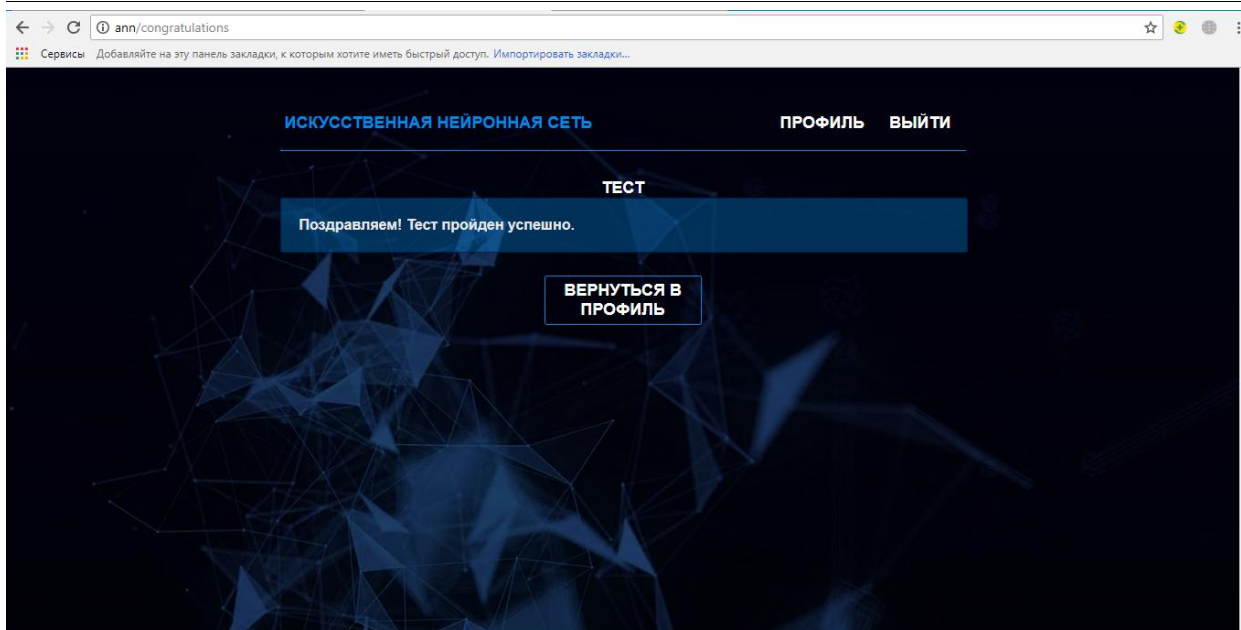 ann/congratulations
Сервисы Добавляйте на эту панель закладки, к которым хотите иметь быстрый доступ. Импортировать закладки...
ИСКУССТВЕННАЯ НЕЙРОННАЯ СЕТЬ ПРОФИЛЬ ВЫЙТИ
ТЕСТ
Поздравляем! Тест пройден успешно.
ВЕРНУТЬСЯ В
ПРОФИЛЬ